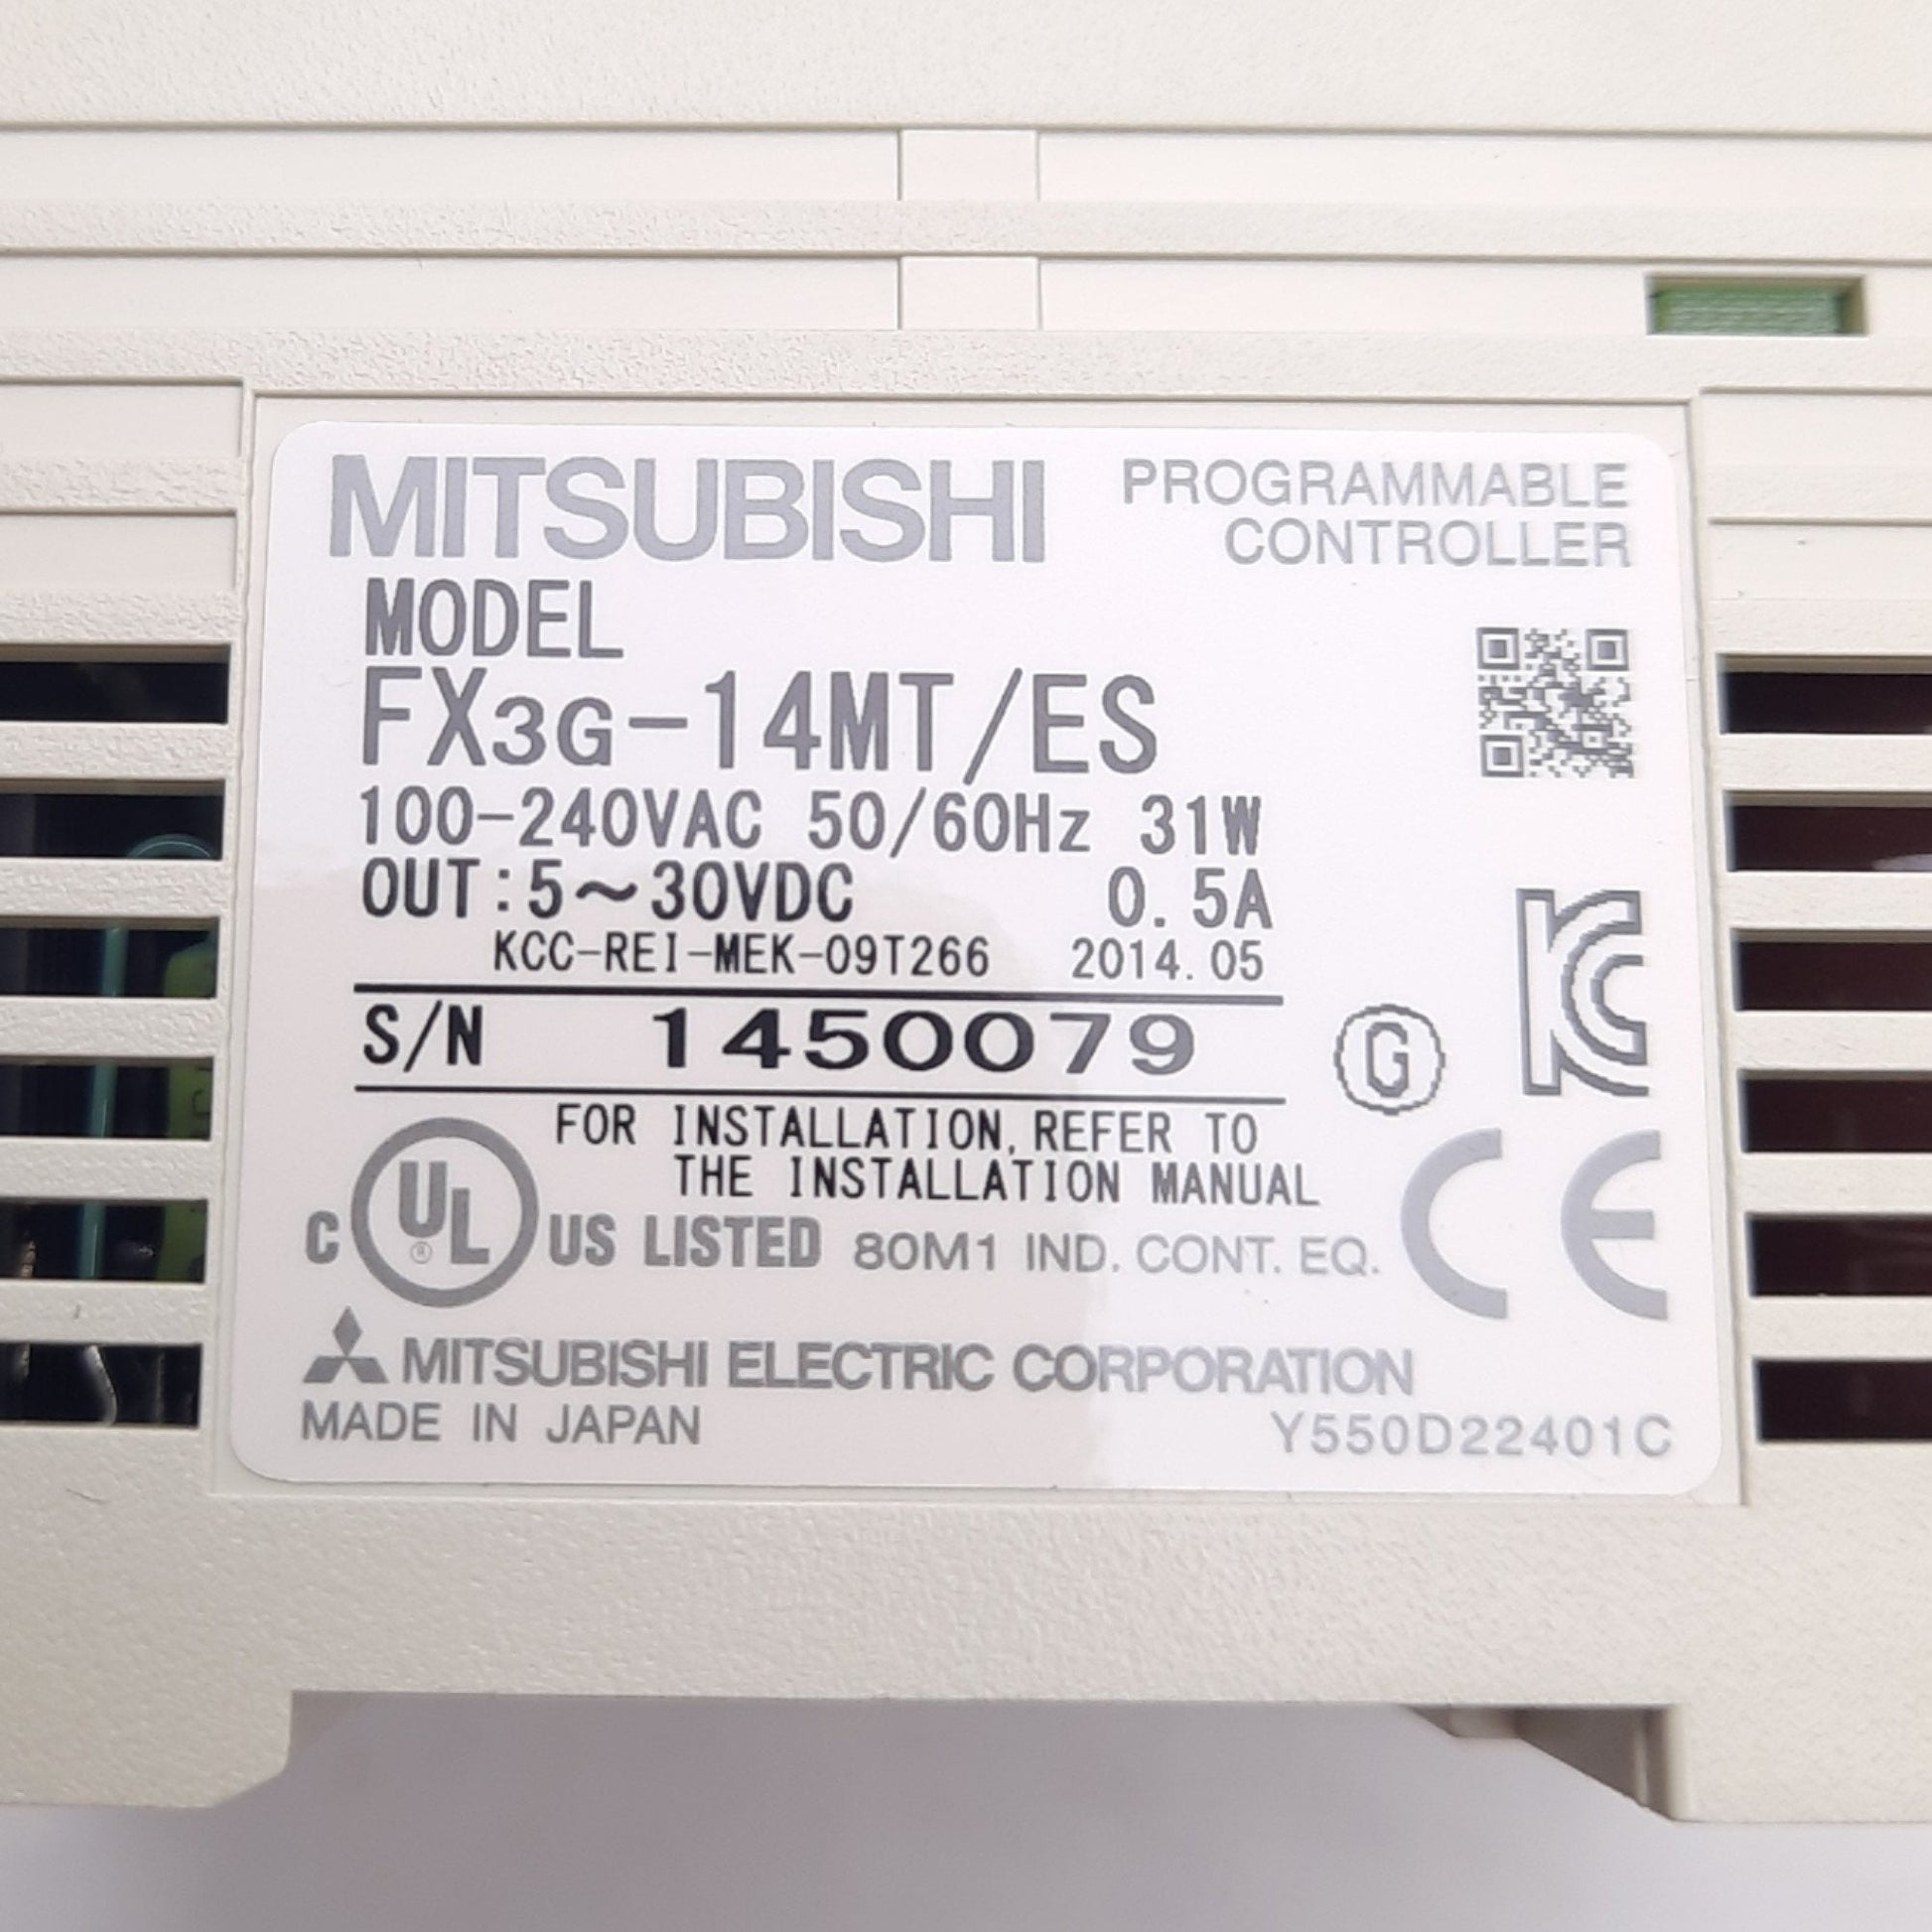 MITSUBISHI
PROGRAMMABLE
CONTROLLER
MODEL
FX3G-14MT/ES
100-240VAC 50/60Hz 31W
OUT:5~30VDC 0.5A
KCC-REI-MEK-09T266 2014.05
S/N 1450079
G
FOR INSTALLATION,REFER TO
THE INSTALLATION MANUAL
C UL ® US LISTED 80M1 IND. CONT. EQ.
CE
MITSUBISHI ELECTRIC CORPORATION
MADE IN JAPAN Y550D22401C